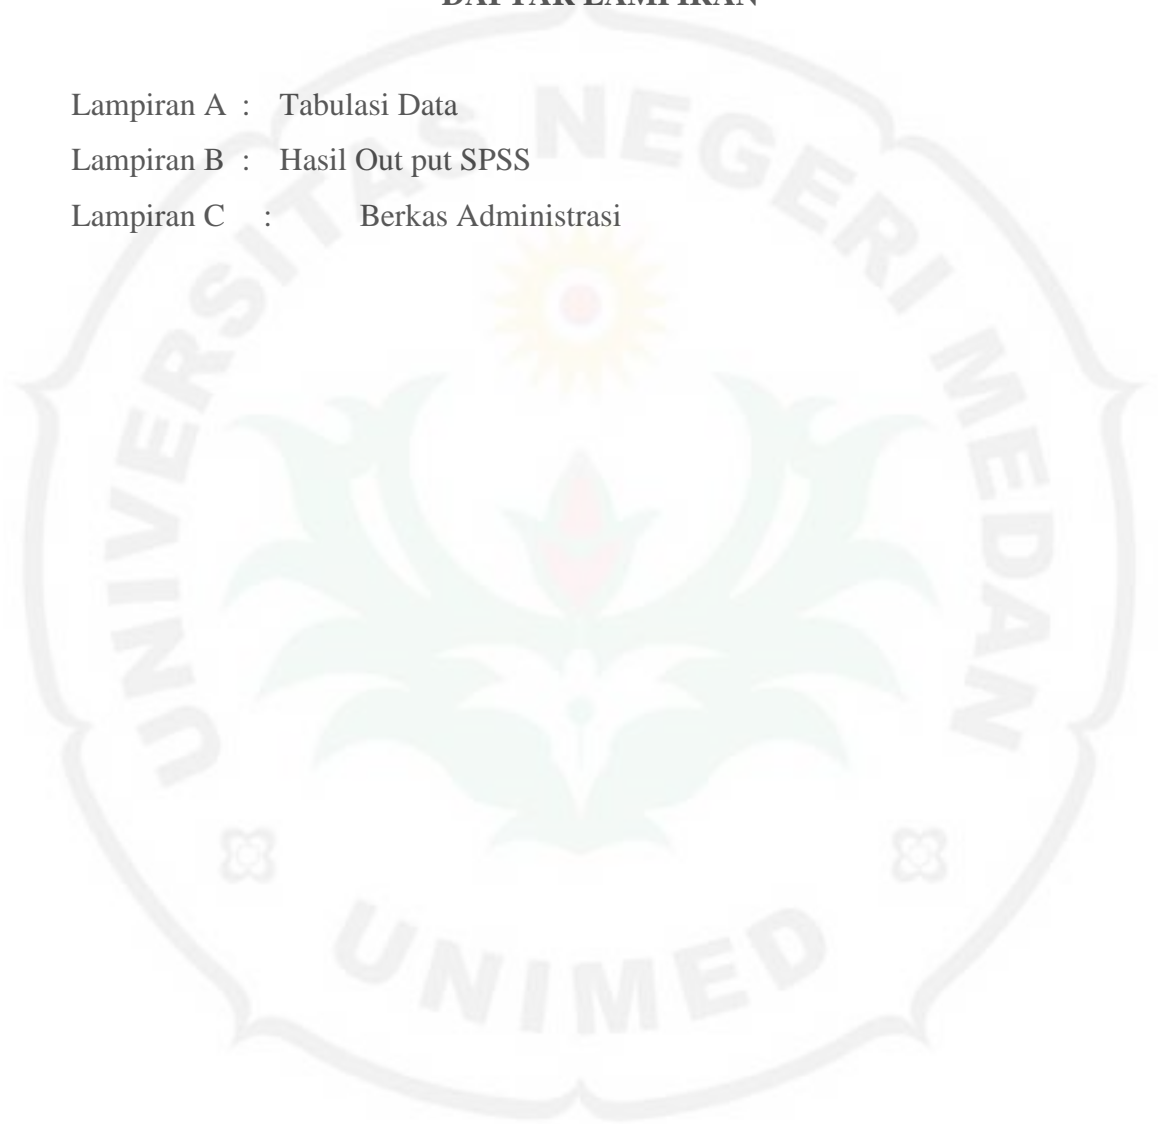 DAFTAR LAMPIRAN
Lampiran A : Tabulasi Data
Lampiran B : Hasil Out put SPSS
Lampiran C : Berkas Administrasi
UNIVERSITAS NEGERI MEDAN
UNIMED